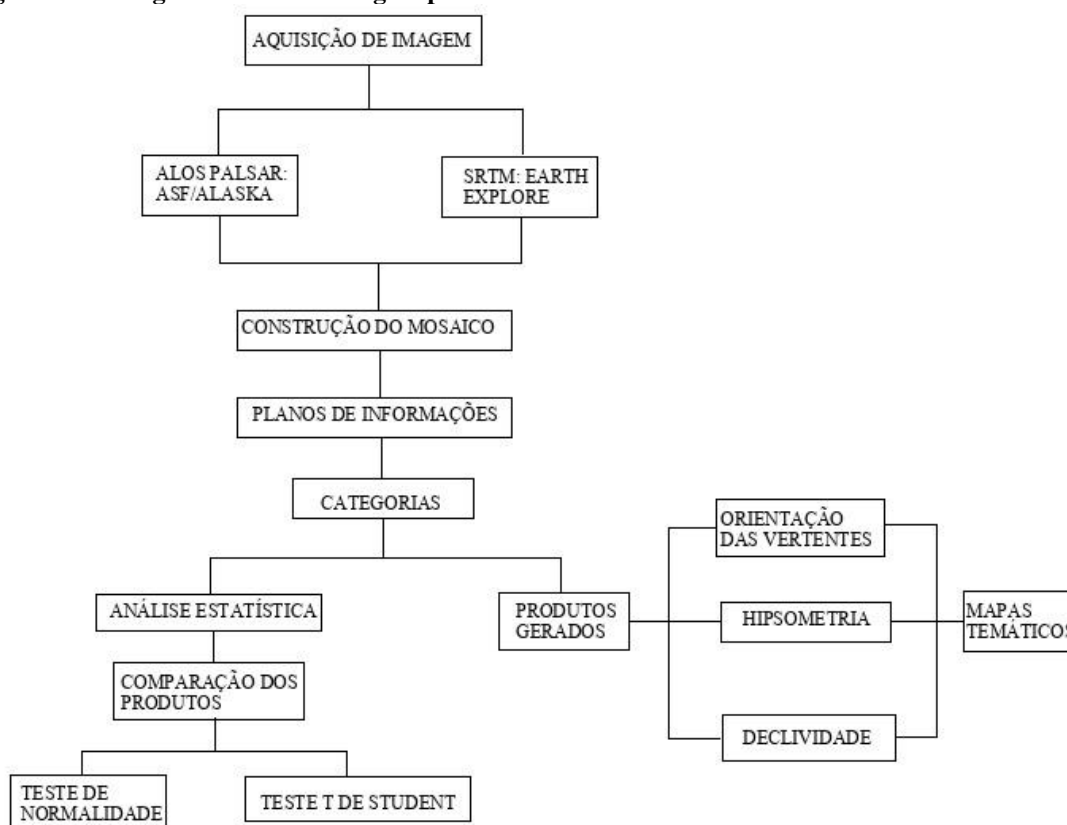 AQUISIÇÃO DE IMAGEM
ALOS PALSAR:
ASF/ALASKA
SRTM: EARTH
EXPLORE
CONSTRUÇÃO DO MOSAICO
PLANOS DE INFORMAÇÕES
CATEGORIAS
ANÁLISE ESTATÍSTICA
PRODUTOS
GERADOS
ORIENTAÇÃO
DAS VERTENTES
HIPSOMETRIA
DECLIVIDADE
MAPAS
TEMÁTICOS
COMPARAÇÃO DOS
PRODUTOS
TESTE DE
NORMALIDADE
TESTE T DE STUDENT